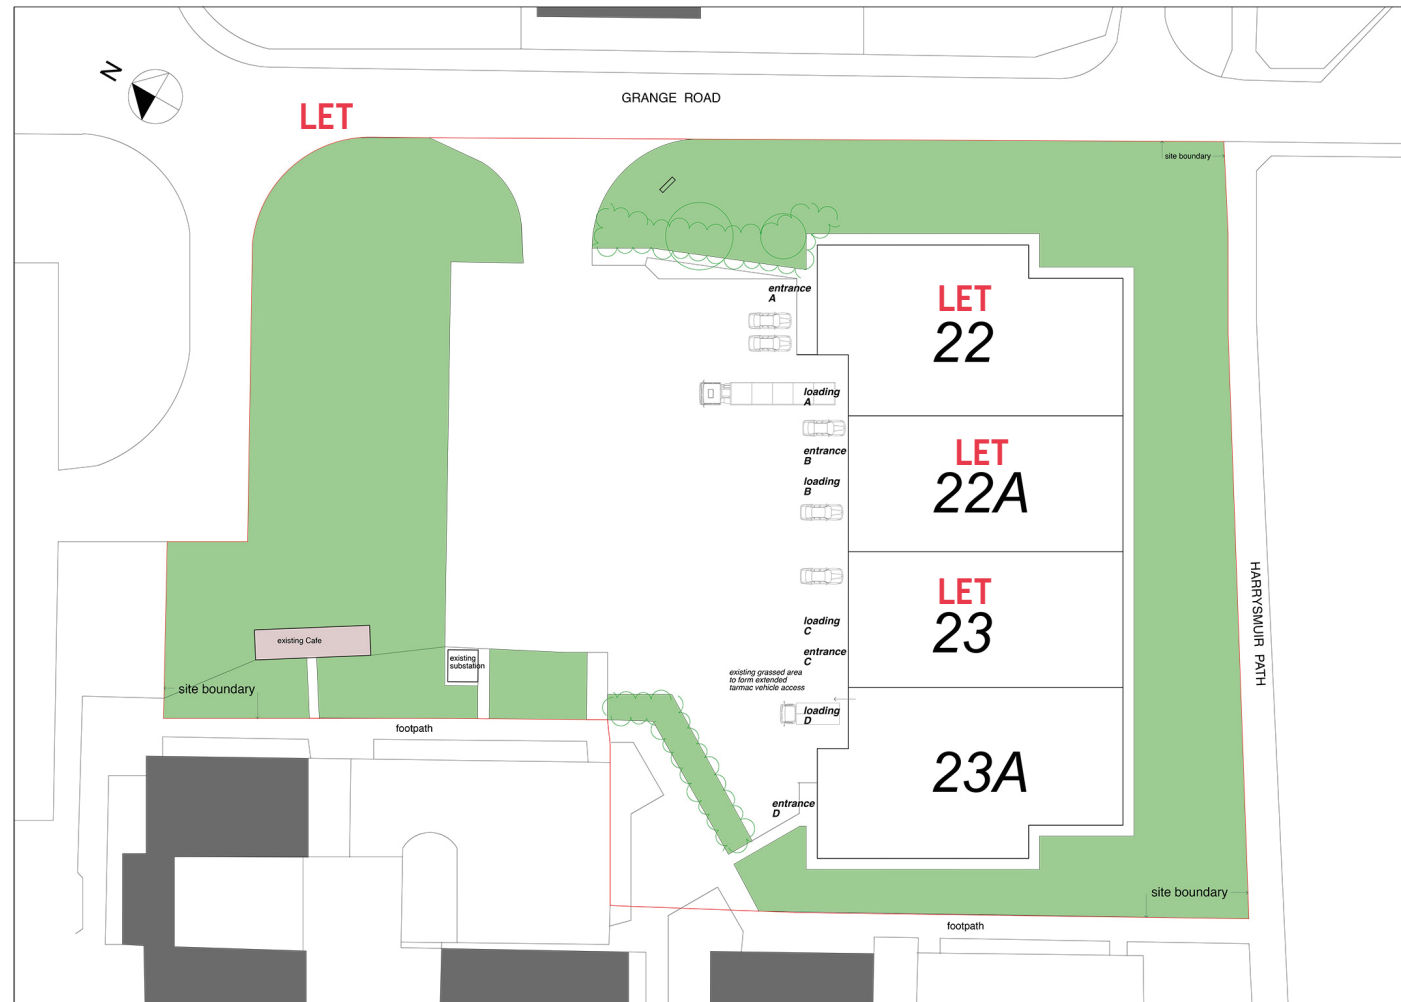 N
GRANGE ROAD
LET
site boundary
entrance
A
LET
22
loading
A
entrance
B
LET
22A
loading
B
LET
23
loading
C
entrance
C
HARRYSMUIR PATH
existing Cafe
existing
substation
existing grassed area
to form extended
tarmac vehicle access
site boundary
loading
D
footpath
23A
entrance
D
site boundary
footpath